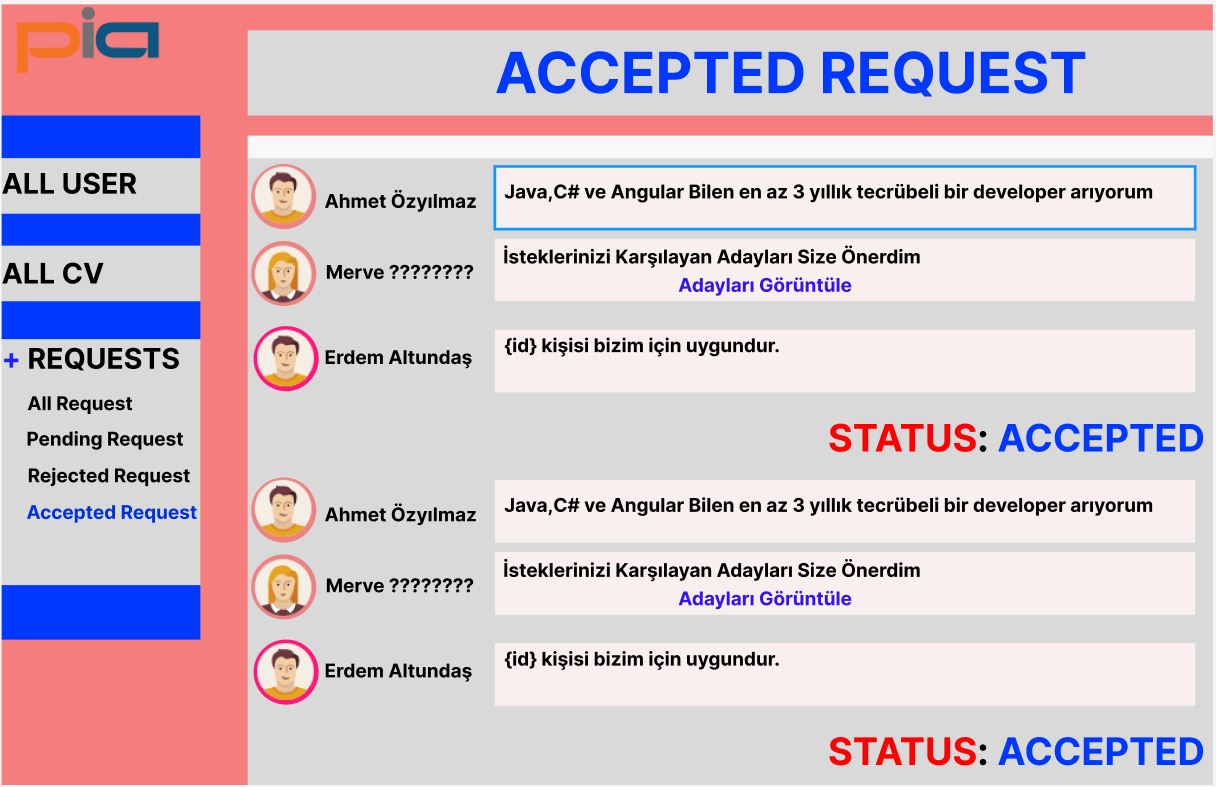 pia
ACCEPTED REQUEST
ALL USER
ALL CV
+ REQUESTS
All Request
Pending Request
Rejected Request
Accepted Request
Ahmet Özyılmaz
Java,C# ve Angular Bilen en az 3 yıllık tecrübeli bir developer arıyorum
Merve ????????
İsteklerinizi Karşılayan Adayları Size Önerdim
Adayları Görüntüle
Erdem Altundaş
{id} kişisi bizim için uygundur.
STATUS: ACCEPTED
Ahmet Özyılmaz
Java,C# ve Angular Bilen en az 3 yıllık tecrübeli bir developer arıyorum
Merve ????????
İsteklerinizi Karşılayan Adayları Size Önerdim
Adayları Görüntüle
Erdem Altundaş
{id} kişisi bizim için uygundur.
STATUS: ACCEPTED